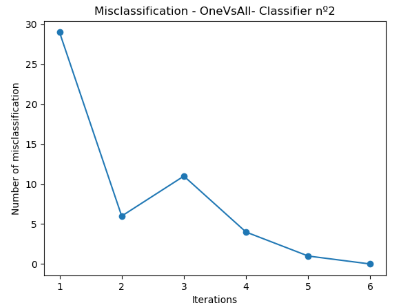 Misclassification - OneVsAll- Classifier nº2
Number of misclassification
30
25
20
15
10
5
0
1 2 3 4 5 6
Iterations